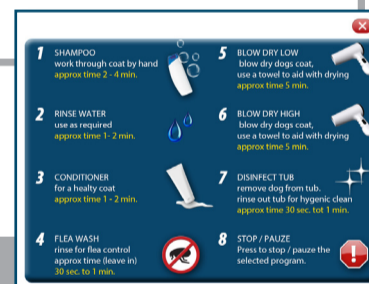 1 SHAMPOO
work through coat by hand
approx time 2 - 4 min.
2 RINSE WATER
use as required
approx time 1- 2 min.
3 CONDITIONER
for a healty coat
approx time 1 - 2 min.
4 FLEA WASH
rinse for flea control
approx time (leave in)
30 sec. to 1 min.
5 BLOW DRY LOW
blow dry dogs coat,
use a towel to aid with drying
approx time 5 min.
6 BLOW DRY HIGH
blow dry dogs coat,
use a towel to aid with drying
approx time 5 min.
7 DISINFECT TUB
remove dog from tub.
rinse out tub for hygenic clean
approx time 30 sec. tot 1 min.
8 STOP / PAUZE
Press to stop / pauze the
selected program.